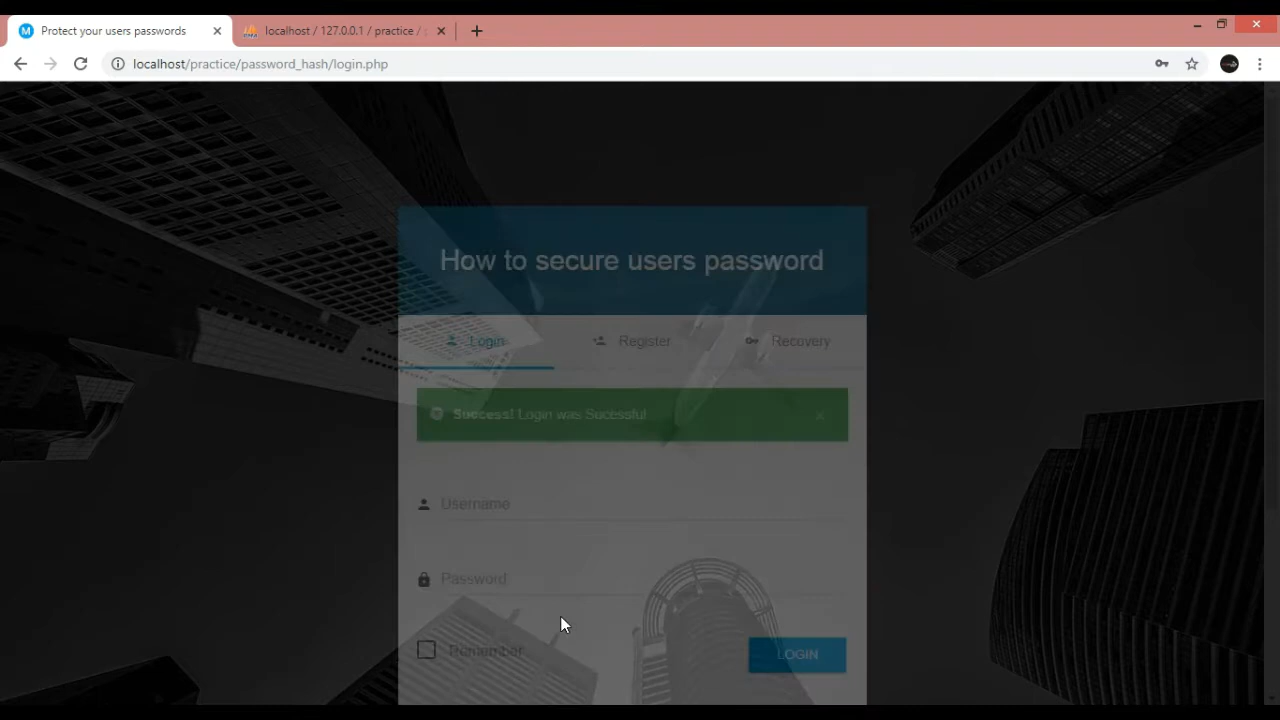 M Protect your users passwords
localhost / 127.0.0.1 / practice /
localhost/practice/password_hash/login.php
How to secure users password
Login
Register
Recovery
Success! Login was Sucessful
Username
Password
Remember
LOGIN